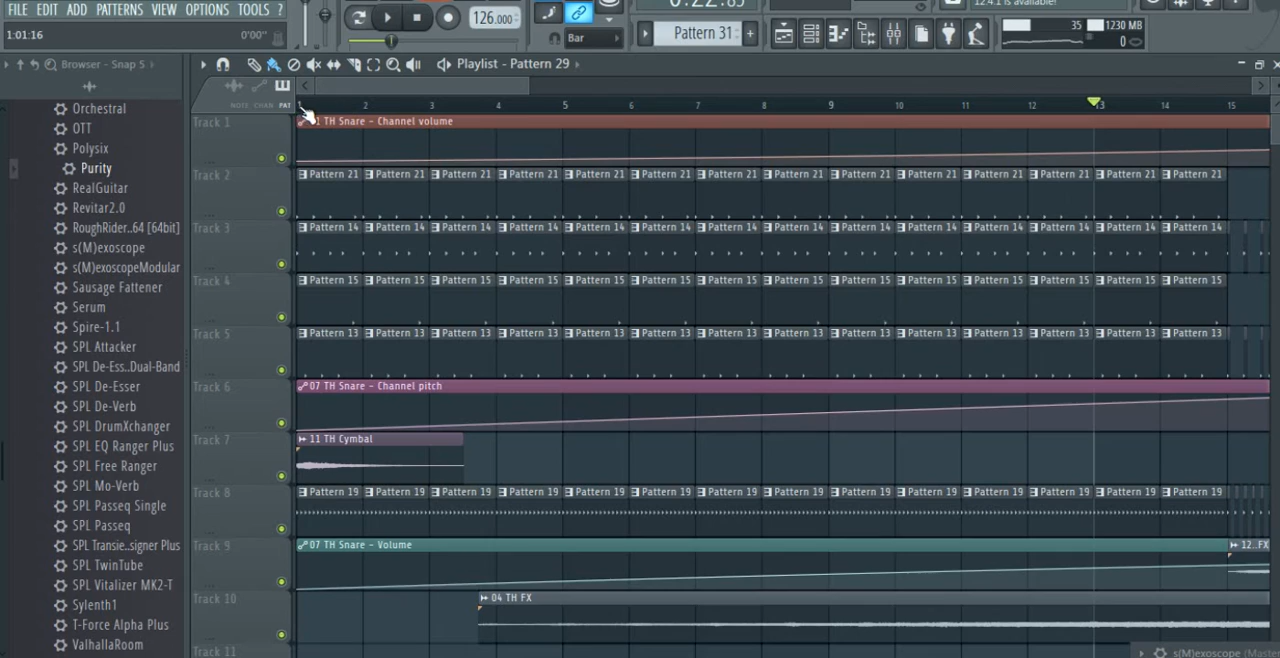 FILE EDIT ADD PATTERNS VIEW OPTIONS TOOLS ?
126.000
12.4.1 is available!
1:01:16 0'00"
Bar
Pattern 31
35 1230 MB
0
Browser - Snap 5
Playlist - Pattern 29
NOTE CHAN PAT
1 2 3 4 5 6 7 8 9 10 11 12 13 14 15
Orchestral
OTT
Polysix
Purity
RealGuitar
Revitar2.0
RoughRider..64 [64bit]
s(M)exoscope
s(M)exoscopeModular
Sausage Fattener
Serum
Spire-1.1
SPL Attacker
SPL De-Ess..Dual-Band
SPL De-Esser
SPL De-Verb
SPL DrumXchanger
SPL EQ Ranger Plus
SPL Free Ranger
SPL Mo-Verb
SPL Passeq Single
SPL Passeq
SPL Transie..signer Plus
SPL TwinTube
SPL Vitalizer MK2-T
Sylenth1
T-Force Alpha Plus
ValhallaRoom
Track 1
TH Snare - Channel volume
Track 2
Pattern 21 Pattern 21 Pattern 21 Pattern 21 Pattern 21 Pattern 21 Pattern 21 Pattern 21 Pattern 21 Pattern 21 Pattern 21 Pattern 21 Pattern 21 Pattern 21
Track 3
Pattern 14 Pattern 14 Pattern 14 Pattern 14 Pattern 14 Pattern 14 Pattern 14 Pattern 14 Pattern 14 Pattern 14 Pattern 14 Pattern 14 Pattern 14 Pattern 14
Track 4
Pattern 15 Pattern 15 Pattern 15 Pattern 15 Pattern 15 Pattern 15 Pattern 15 Pattern 15 Pattern 15 Pattern 15 Pattern 15 Pattern 15 Pattern 15 Pattern 15
Track 5
Pattern 13 Pattern 13 Pattern 13 Pattern 13 Pattern 13 Pattern 13 Pattern 13 Pattern 13 Pattern 13 Pattern 13 Pattern 13 Pattern 13 Pattern 13 Pattern 13
Track 6
07 TH Snare - Channel pitch
Track 7
11 TH Cymbal
Track 8
Pattern 19 Pattern 19 Pattern 19 Pattern 19 Pattern 19 Pattern 19 Pattern 19 Pattern 19 Pattern 19 Pattern 19 Pattern 19 Pattern 19 Pattern 19 Pattern 19
Track 9
07 TH Snare - Volume
12..FX
Track 10
04 TH FX
Track 11
s(M)exoscope (Master